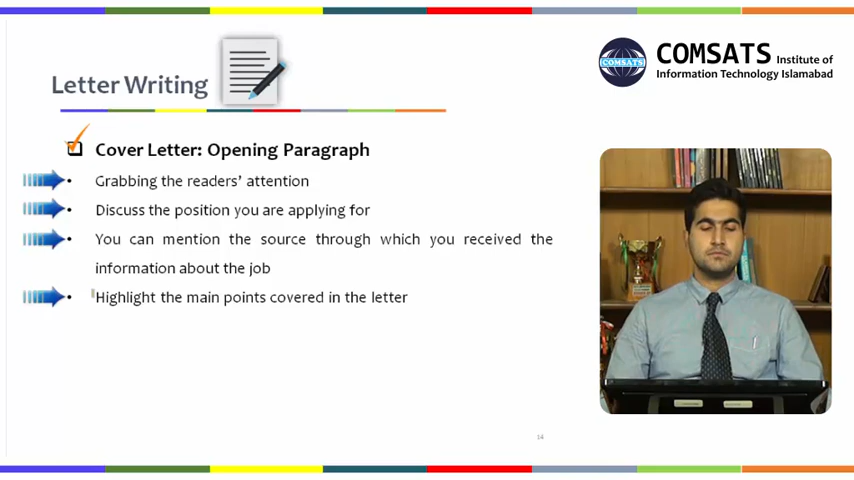 COMSATS Institute of
Information Technology Islamabad
COMSATS
Letter Writing
Cover Letter: Opening Paragraph
• Grabbing the readers' attention
• Discuss the position you are applying for
• You can mention the source through which you received the
information about the job
• Highlight the main points covered in the letter
14